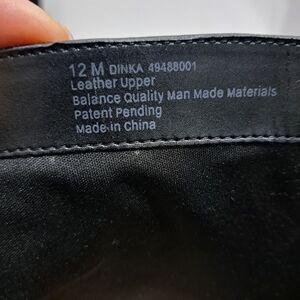 12 M DINKA 49488001
Leather Upper
Balance Quality Man Made Materials
Patent Pending
Made in China